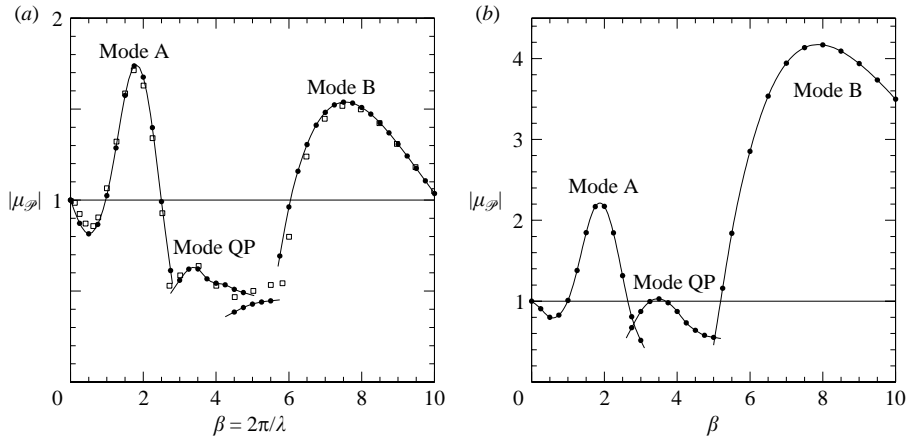 (a)
2
Mode A
Mode B
1
|μ𝒫|
Mode QP
0 2 4 6 8 10
β = 2π/λ
(b)
4
Mode B
3
Mode A
|μ𝒫|
2
Mode QP
1
0
0 2 4 6 8 10
β